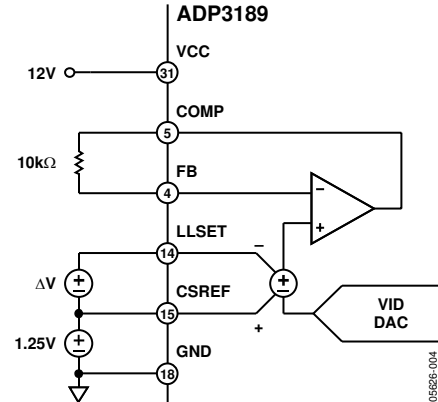 ADP3189
VCC
12V
31
COMP
5
10kΩ
FB
4
−
+
LLSET
14
−
ΔV
CSREF
15
+
VID
DAC
1.25V
GND
18
05626-004